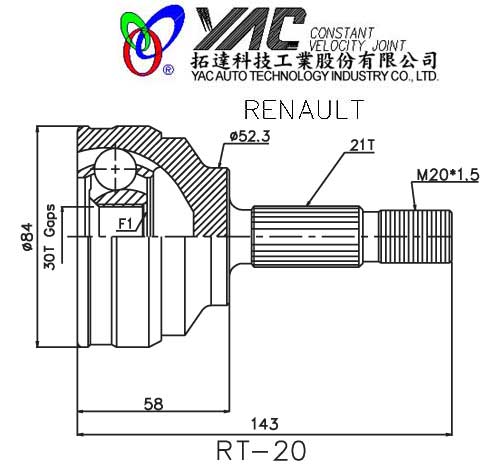 YAC CONSTANT
VELOCITY JOINT
®
拓達科技工業股份有限公司
YAC AUTO TECHNOLOGY INDUSTRY CO., LTD.
RENAULT
ø52.3
21T
M20*1.5
ø84
30T Gaps
F1
58
143
RT-20